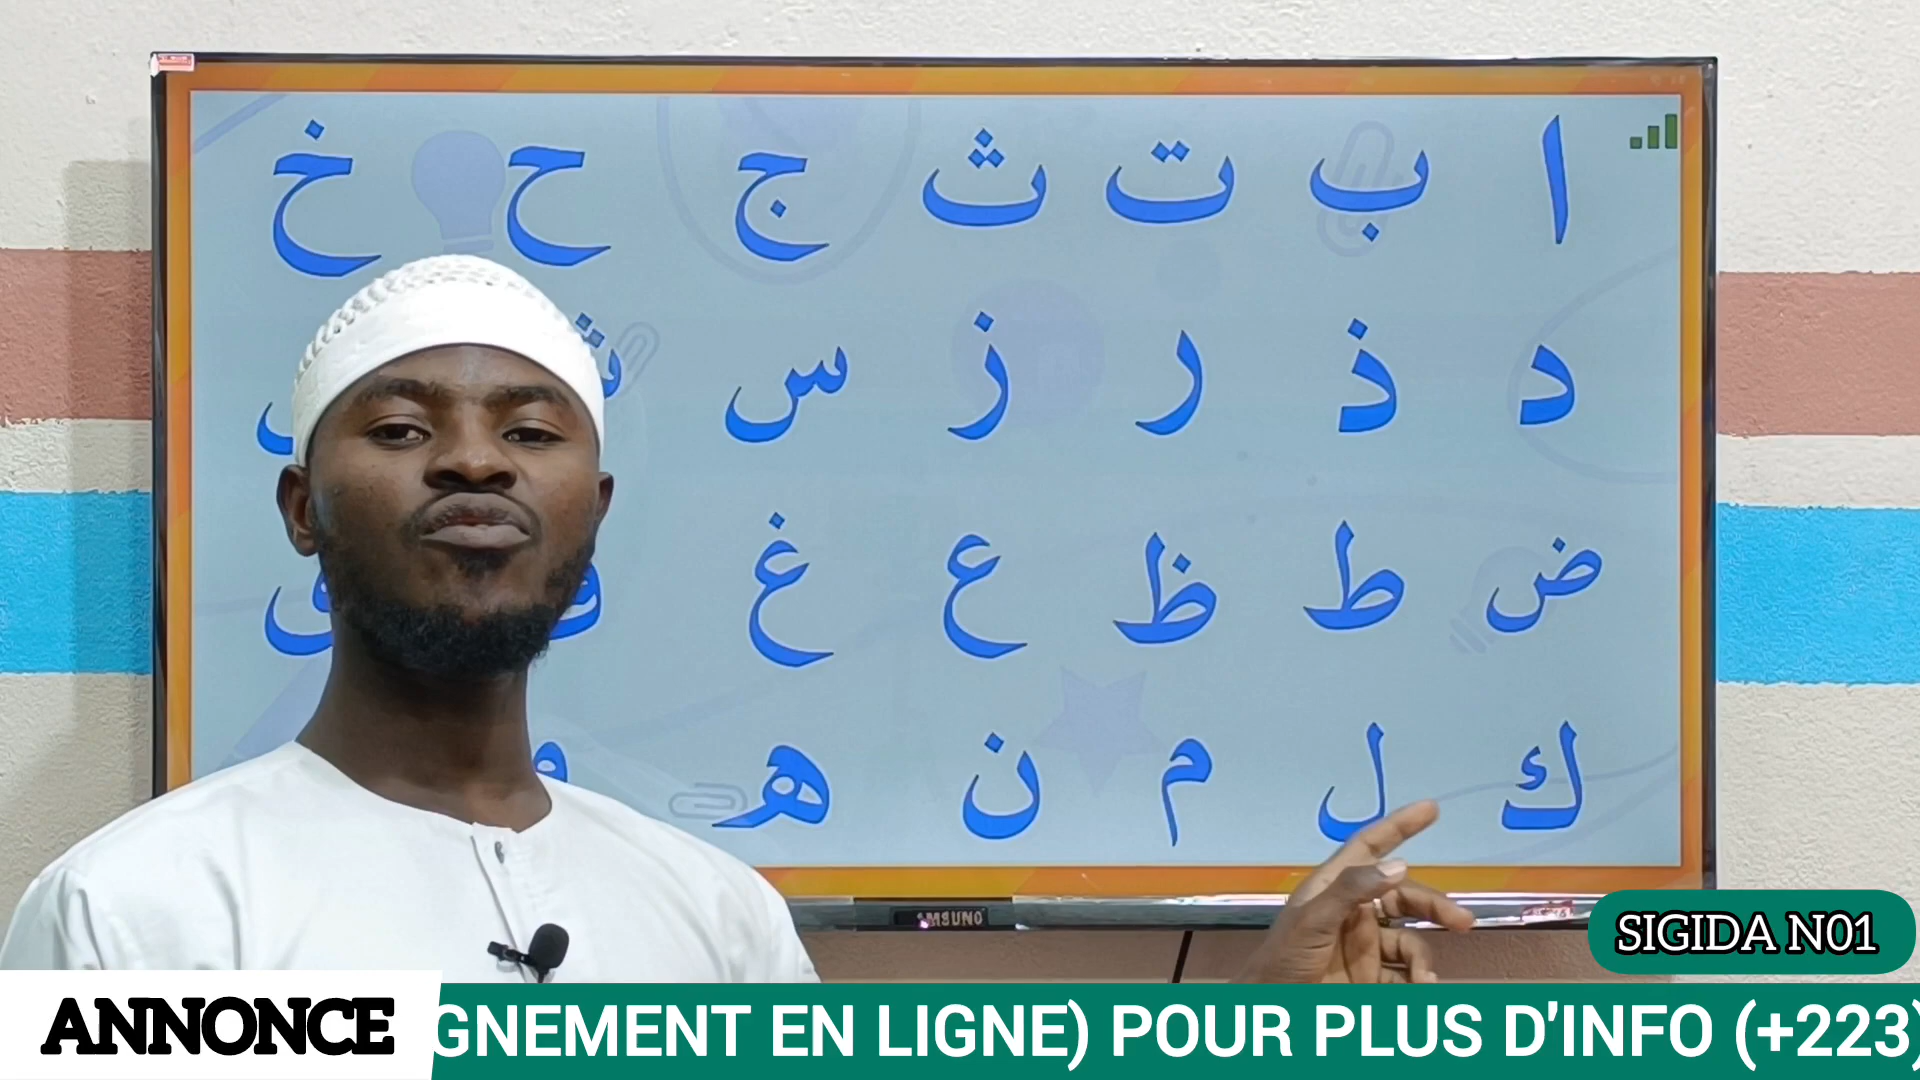 ا ب ت ث ج ح خ
د ذ ر ز س
ض ط ظ ع غ
ك ل م ن ه
SIGIDA N01
ANNONCE
GNEMENT EN LIGNE) POUR PLUS D'INFO (+223)